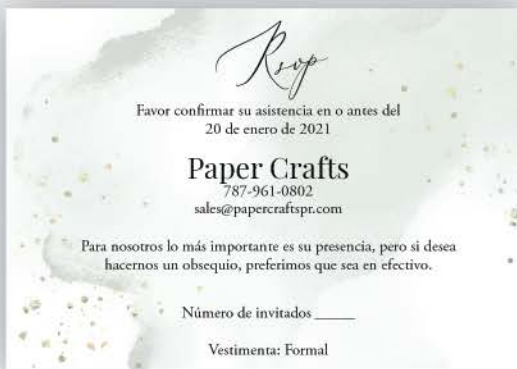 Rsvp
Favor confirmar su asistencia en o antes del
20 de enero de 2021
Paper Crafts
787-961-0802
sales@papercraftspr.com
Para nosotros lo más importante es su presencia, pero si desea
hacernos un obsequio, preferimos que sea en efectivo.
Número de invitados _____
Vestimenta: Formal